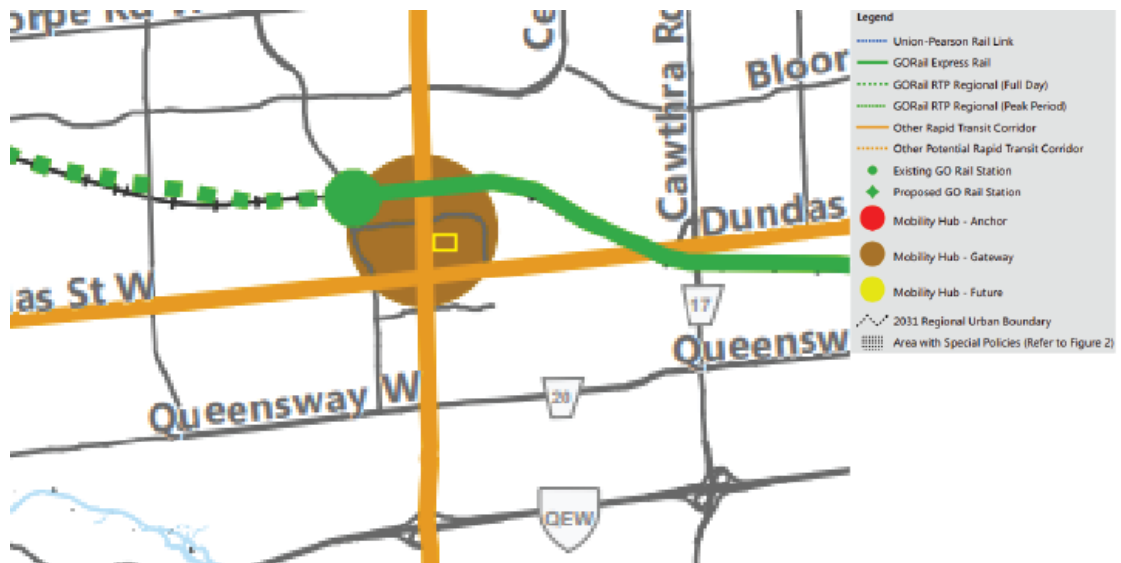 orpe Rd W
Ce
Cawthra Rd
Bloor
Dundas
as St W
17
Queensw
Queensway W
20
QEW
Legend
Union-Pearson Rail Link
GORail Express Rail
GORail RTP Regional (Full Day)
GORail RTP Regional (Peak Period)
Other Rapid Transit Corridor
Other Potential Rapid Transit Corridor
Existing GO Rail Station
Proposed GO Rail Station
Mobility Hub - Anchor
Mobility Hub - Gateway
Mobility Hub - Future
2031 Regional Urban Boundary
Area with Special Policies (Refer to Figure 2)